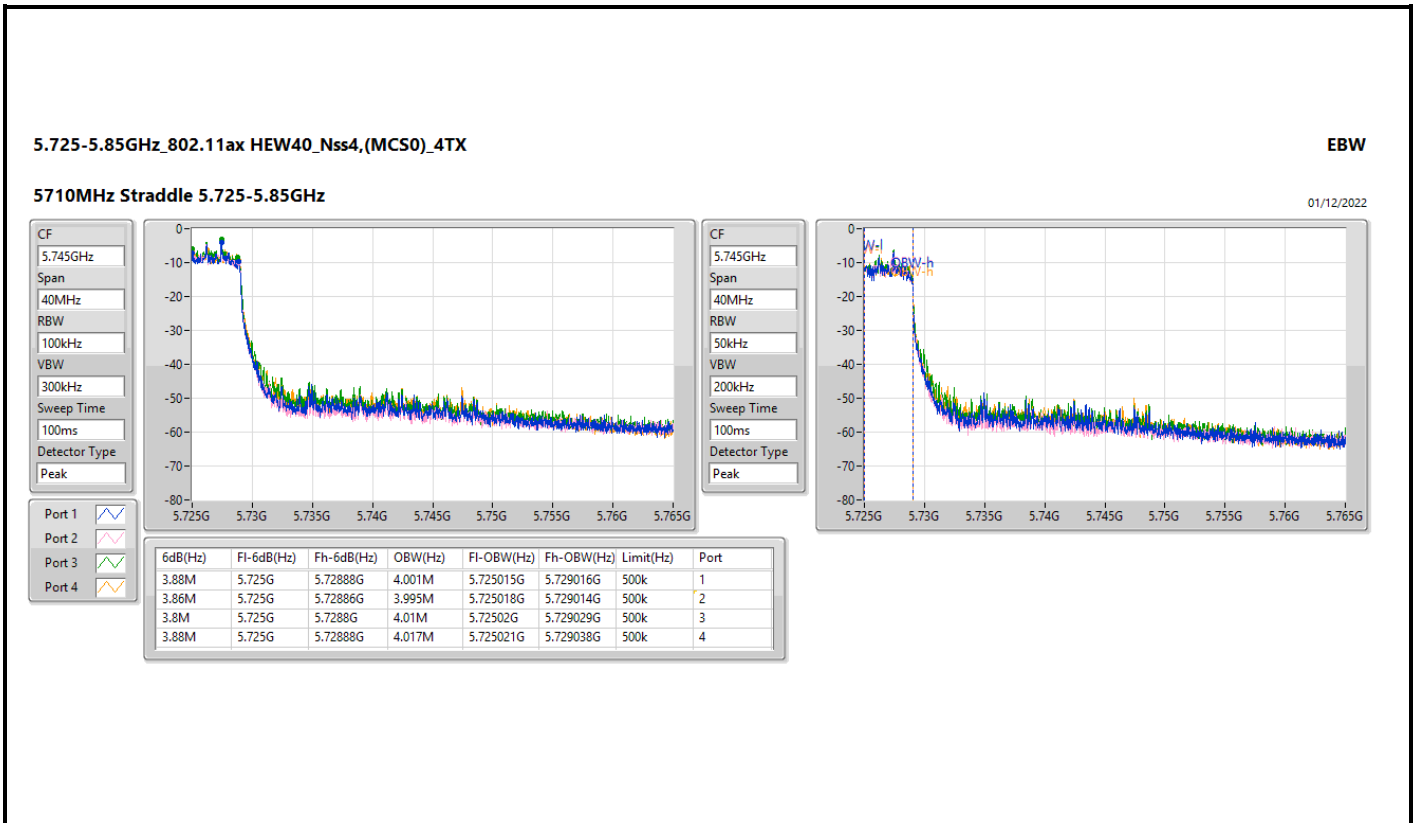 5.725-5.85GHz_802.11ax HEW40_Nss4,(MCS0)_4TX
EBW
5710MHz Straddle 5.725-5.85GHz
01/12/2022
CF
5.745GHz
Span
40MHz
RBW
100kHz
VBW
300kHz
Sweep Time
100ms
Detector Type
Peak
0
-10
-20
-30
-40
-50
-60
-70
-80
5.725G 5.73G 5.735G 5.74G 5.745G 5.75G 5.755G 5.76G 5.765G
CF
5.745GHz
Span
40MHz
RBW
50kHz
VBW
200kHz
Sweep Time
100ms
Detector Type
Peak
0
-10
-20
-30
-40
-50
-60
-70
-80
W-l
OBW-h
5.725G 5.73G 5.735G 5.74G 5.745G 5.75G 5.755G 5.76G 5.765G
Port 1
Port 2
Port 3
Port 4
6dB(Hz) Fl-6dB(Hz) Fh-6dB(Hz) OBW(Hz) Fl-OBW(Hz) Fh-OBW(Hz) Limit(Hz) Port
3.88M 5.725G 5.72888G 4.001M 5.725015G 5.729016G 500k 1
3.86M 5.725G 5.72886G 3.995M 5.725018G 5.729014G 500k 2
3.8M 5.725G 5.7288G 4.01M 5.72502G 5.729029G 500k 3
3.88M 5.725G 5.72888G 4.017M 5.725021G 5.729038G 500k 4